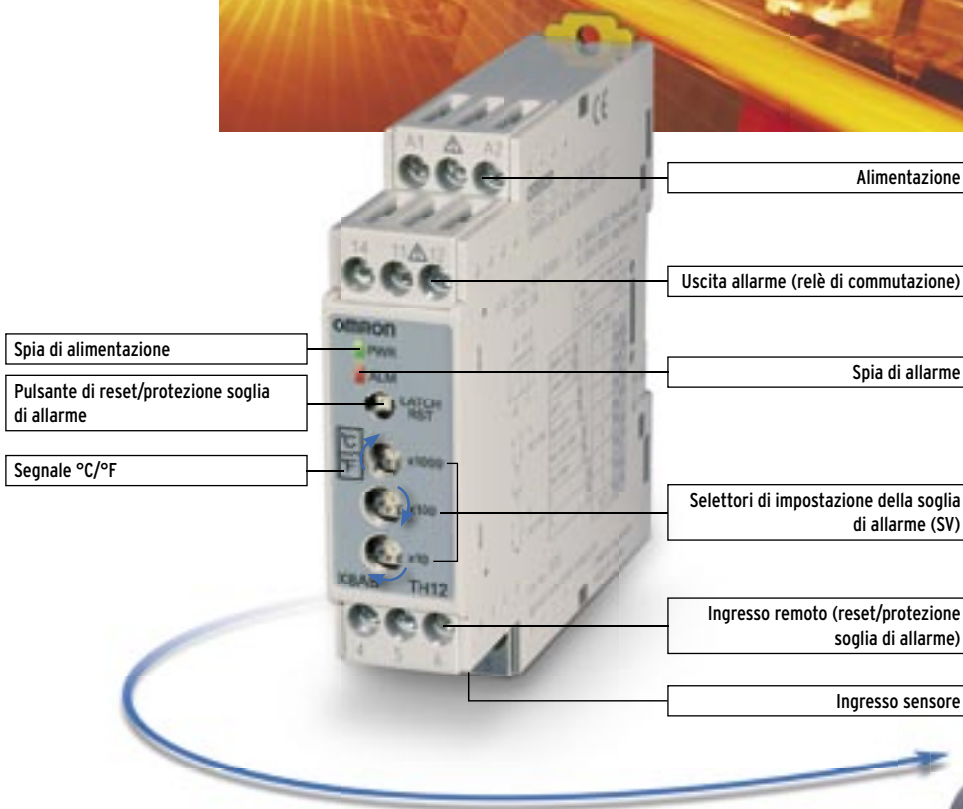 A1 A2
CE
Alimentazione
14 11 12
Uscita allarme (relè di commutazione)
OMRON
Spia di alimentazione
PWR
ALM
Spia di allarme
Pulsante di reset/protezione soglia
di allarme
LATCH
RST
Segnale °C/°F
C
F
x1000
x100
x10
Selettori di impostazione della soglia
di allarme (SV)
TH12
Ingresso remoto (reset/protezione
soglia di allarme)
4 5 6
Ingresso sensore